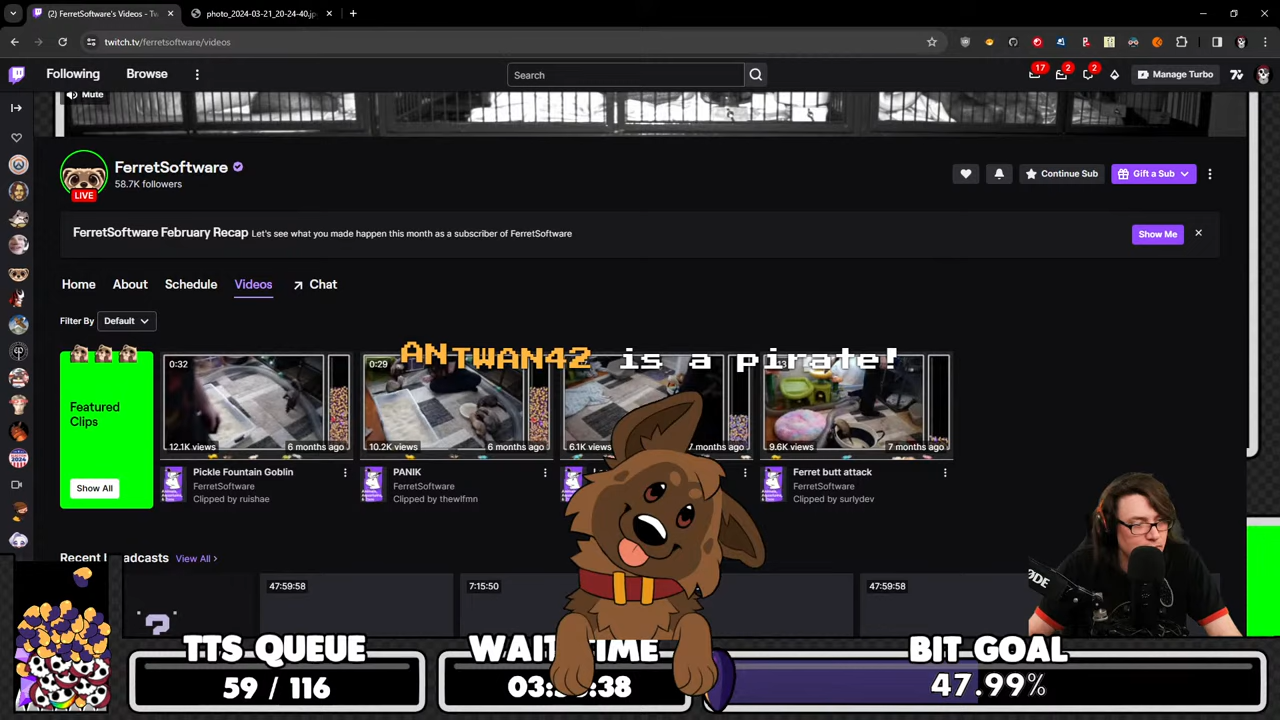 (2) FerretSoftware's Videos - Tw
photo_2024-03-21_20-24-40.jp
twitch.tv/ferretsoftware/videos
Following
Browse
Search
17
2
2
Manage Turbo
Mute
FerretSoftware
58.7K followers
LIVE
Continue Sub
Gift a Sub
FerretSoftware February Recap Let's see what you made happen this month as a subscriber of FerretSoftware
Show Me
Home
About
Schedule
Videos
Chat
Filter By
Default
ANTWAN42 is a pirate!
0:32
0:29
Featured
Clips
12.1K views
6 months ago
10.2K views
6 months ago
6.1K views
7 months ago
9.6K views
7 months ago
Pickle Fountain Goblin
PANIK
Ferret butt attack
FerretSoftware
FerretSoftware
FerretSoftware
Show All
Clipped by ruishae
Clipped by thewlfmn
Clipped by surlydev
View All
47:59:58
7:15:50
47:59:58
TTS QUEUE
59 / 116
BIT GOAL
47.99%